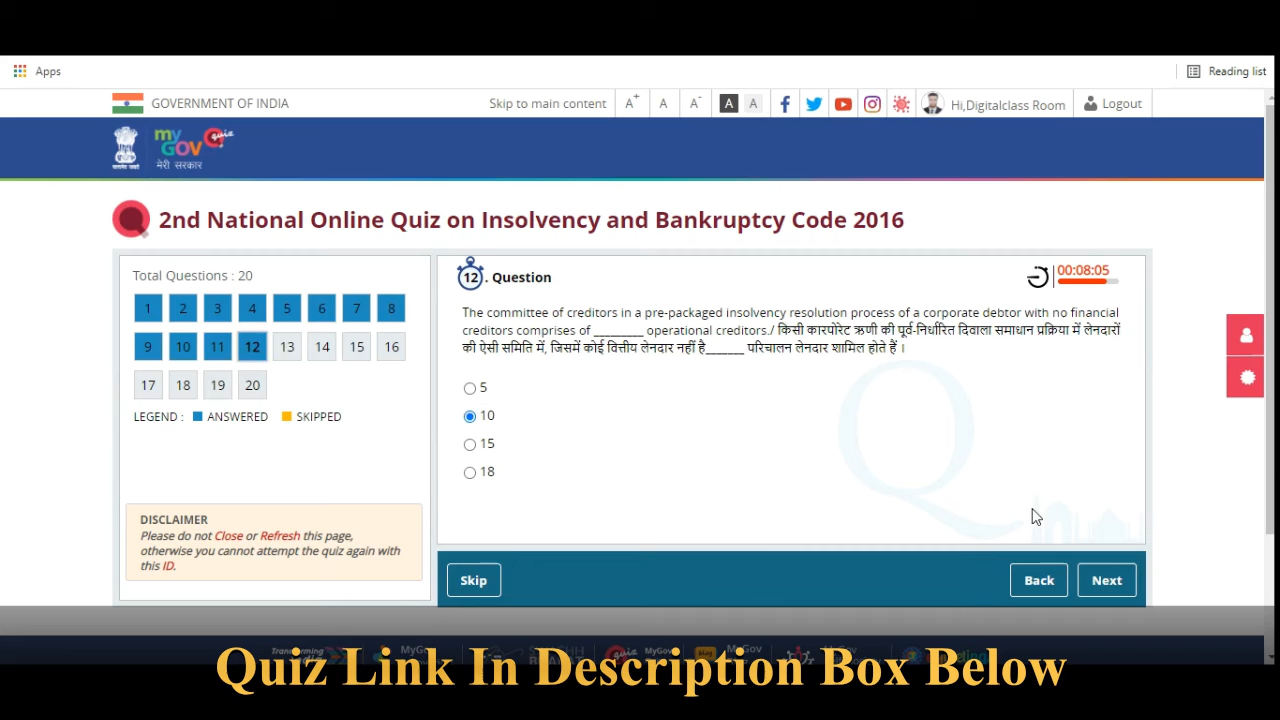 Apps
Reading list
GOVERNMENT OF INDIA
Skip to main content
A+
A
A-
A
A
Hi,Digitalclass Room
Logout
my
GOV
quiz
मेरी सरकार
2nd National Online Quiz on Insolvency and Bankruptcy Code 2016
Total Questions : 20
1 2 3 4 5 6 7 8
9 10 11 12 13 14 15 16
17 18 19 20
LEGEND : ANSWERED SKIPPED
DISCLAIMER
Please do not Close or Refresh this page,
otherwise you cannot attempt the quiz again with
this ID.
12 . Question
00:08:05
The committee of creditors in a pre-packaged insolvency resolution process of a corporate debtor with no financial
creditors comprises of ________ operational creditors./ किसी कारपोरेट ऋणी की पूर्व-निर्धारित दिवाला समाधान प्रक्रिया में लेनदारों
की ऐसी समिति में, जिसमें कोई वित्तीय लेनदार नहीं है_______ परिचालन लेनदार शामिल होते हैं ।
5
10
15
18
Skip
Back
Next
Quiz Link In Description Box Below